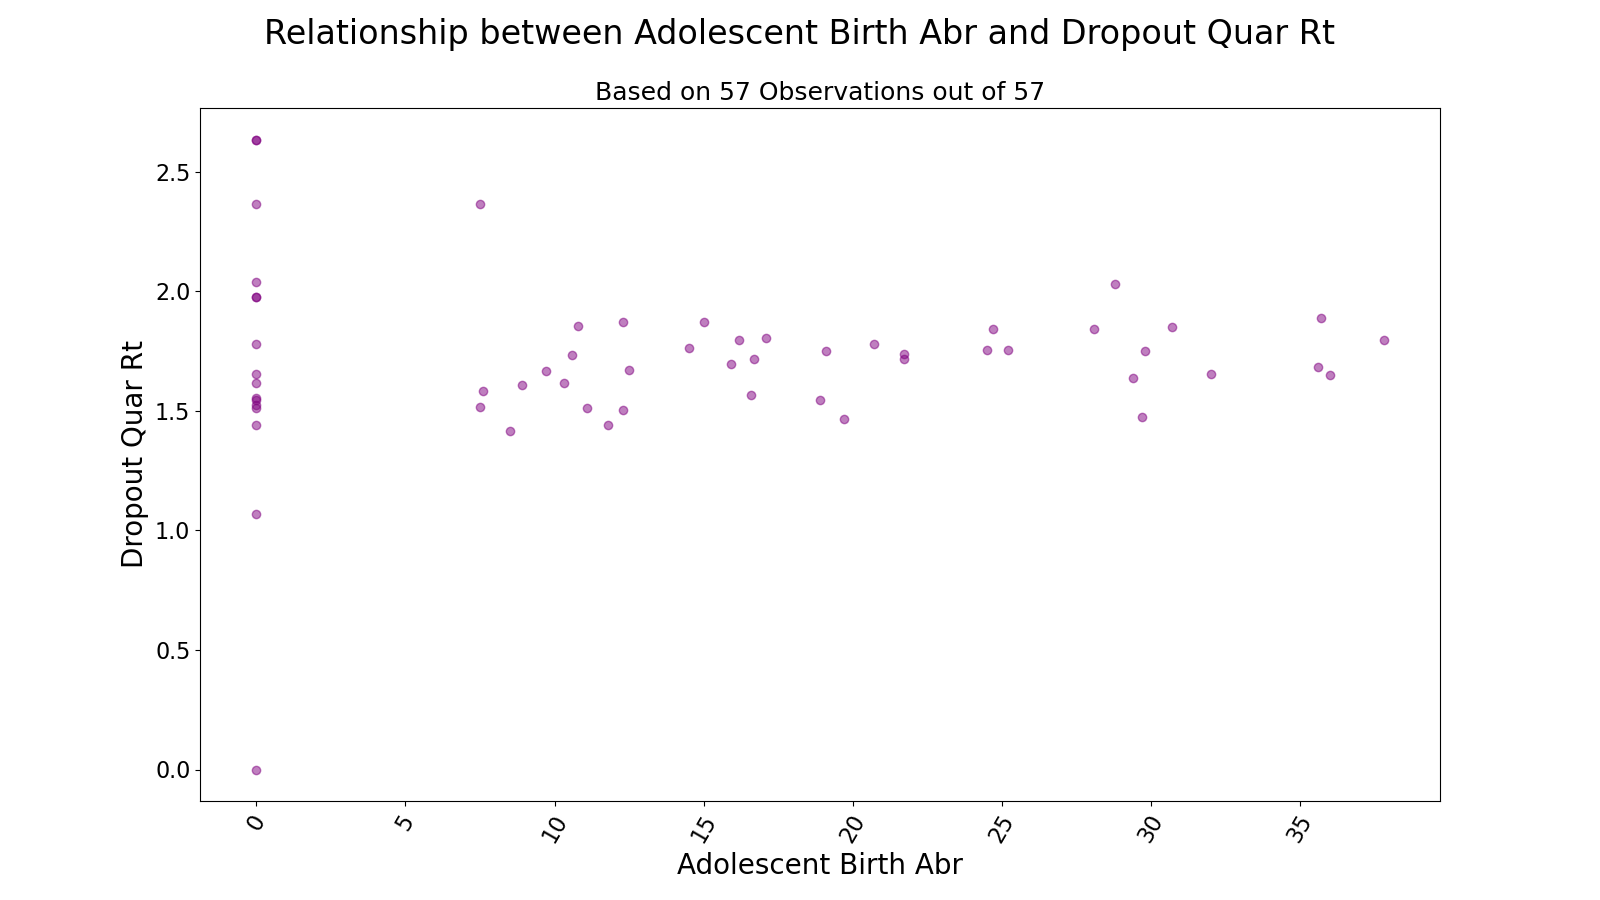 Relationship between Adolescent Birth Abr and Dropout Quar Rt
Based on 57 Observations out of 57
2.5
2.0
1.5
1.0
0.5
0.0
Dropout Quar Rt
0 5 10 15 20 25 30 35
Adolescent Birth Abr